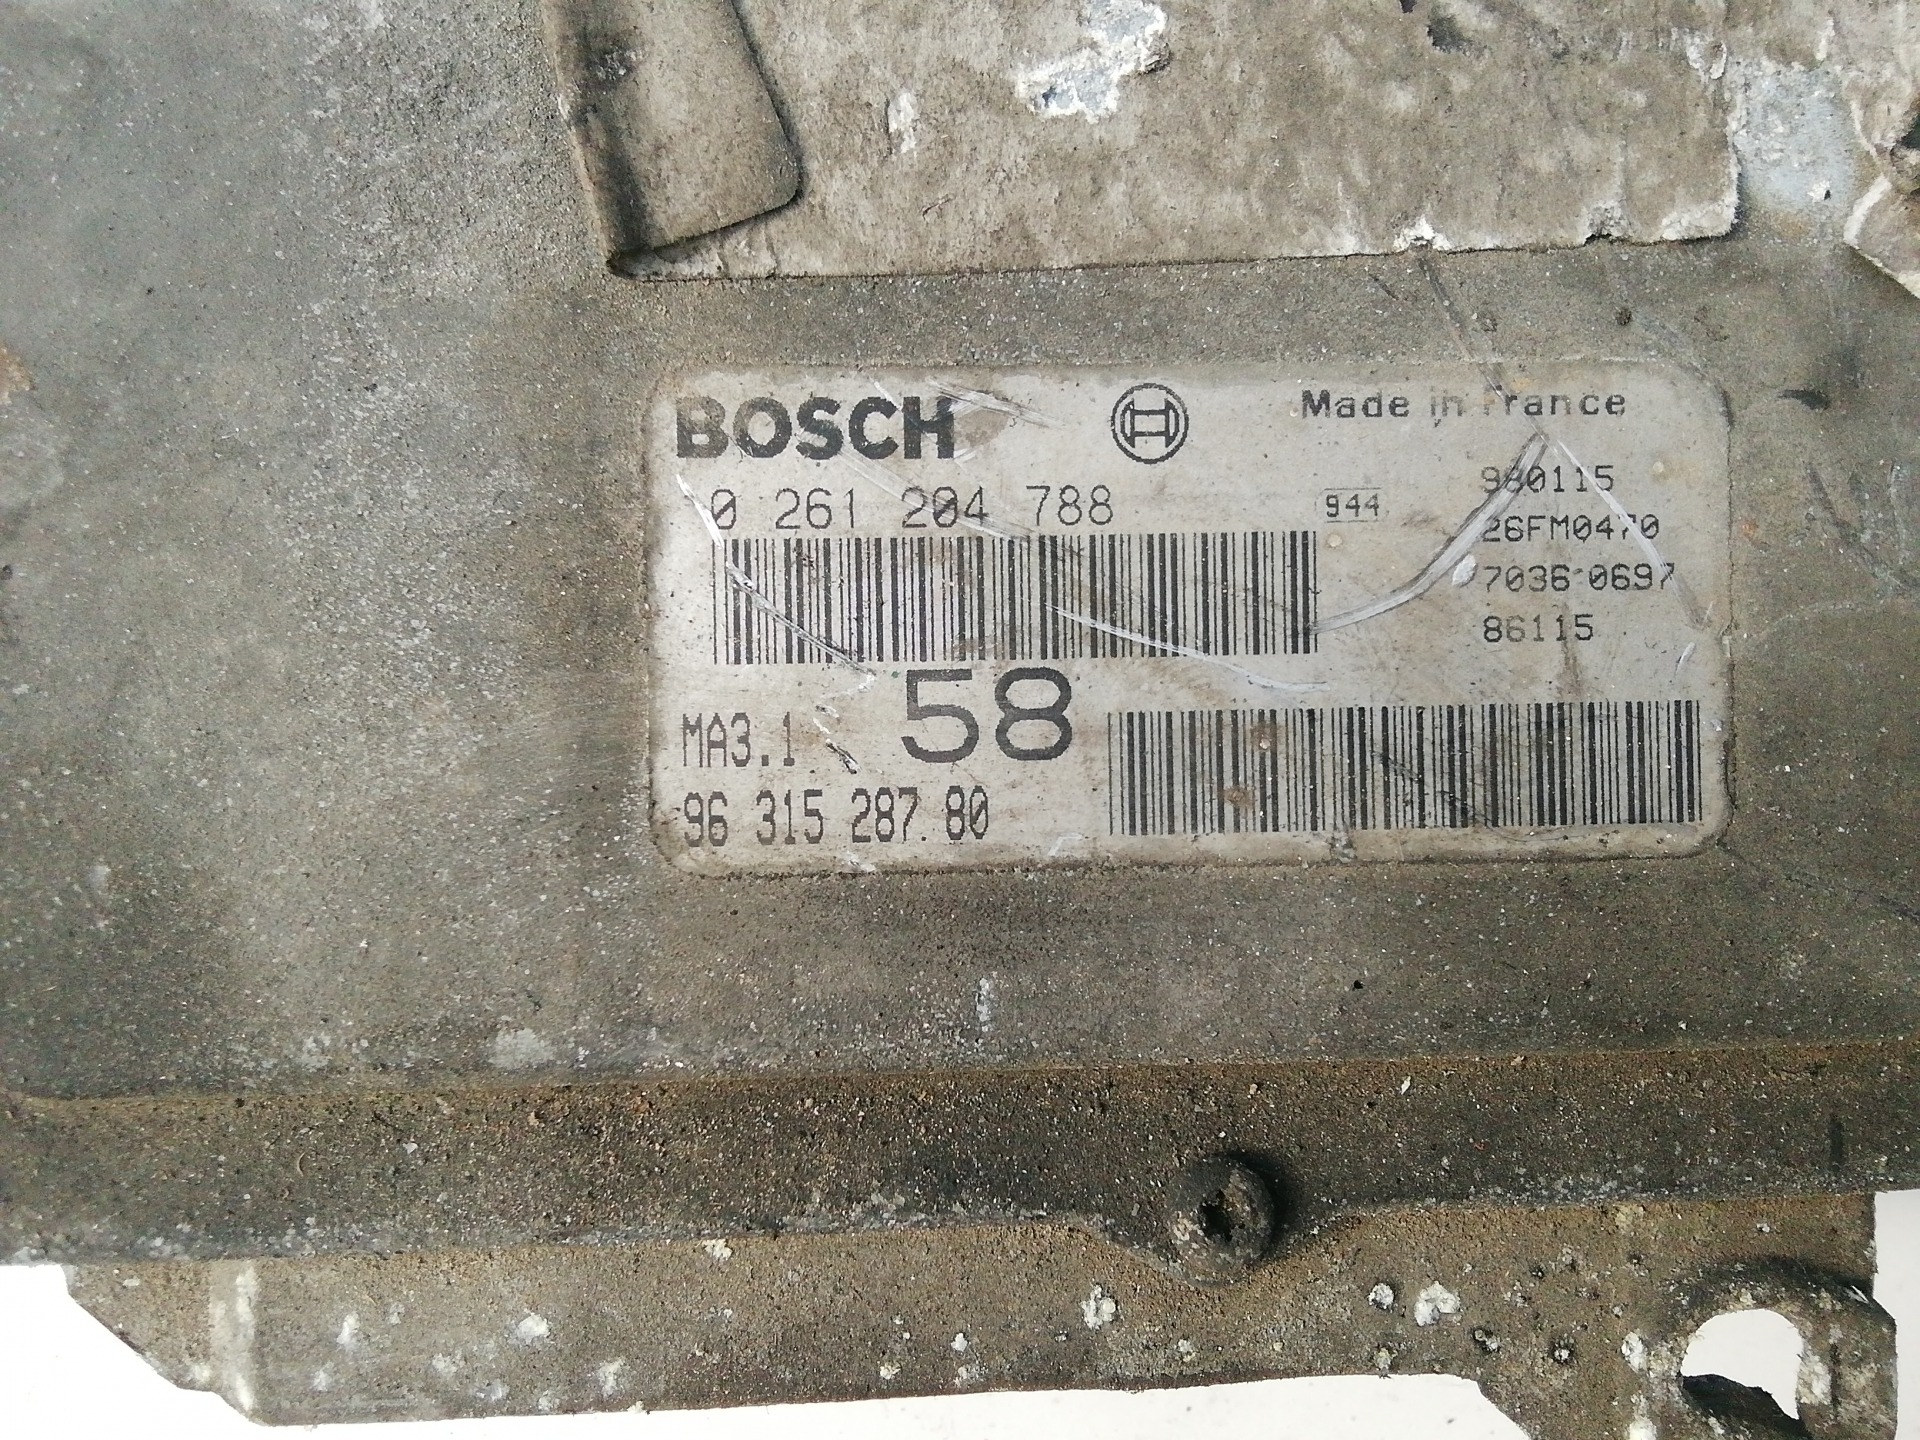 BOSCH
Made in France
0 261 204 788
944
980115
26FM0470
7036 0697
86115
58
MA3.1
96 315 287.80